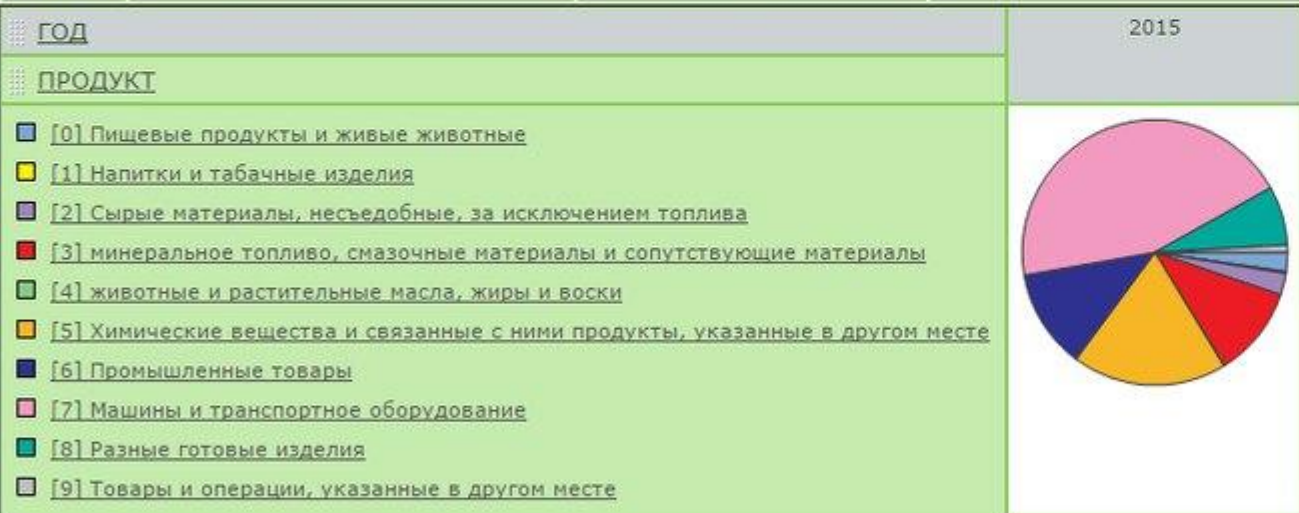 ГОД
2015
ПРОДУКТ
[0] Пищевые продукты и живые животные
[1] Напитки и табачные изделия
[2] Сырые материалы, несъедобные, за исключением топлива
[3] минеральное топливо, смазочные материалы и сопутствующие материалы
[4] животные и растительные масла, жиры и воски
[5] Химические вещества и связанные с ними продукты, указанные в другом месте
[6] Промышленные товары
[7] Машины и транспортное оборудование
[8] Разные готовые изделия
[9] Товары и операции, указанные в другом месте